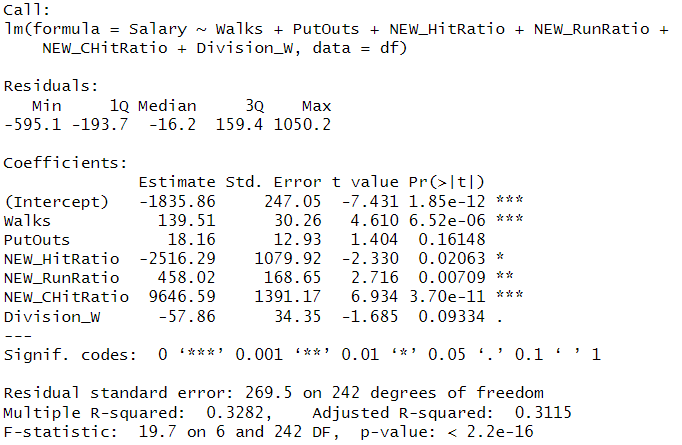 Call:
lm(formula = Salary ~ Walks + PutOuts + NEW_HitRatio + NEW_RunRatio +
    NEW_CHitRatio + Division_W, data = df)

Residuals:
   Min     1Q Median     3Q    Max
-595.1 -193.7  -16.2  159.4 1050.2

Coefficients:
              Estimate Std. Error t value Pr(>|t|)
(Intercept)   -1835.86     247.05  -7.431 1.85e-12 ***
Walks           139.51      30.26   4.610 6.52e-06 ***
PutOuts          18.16      12.93   1.404  0.16148
NEW_HitRatio  -2516.29    1079.92  -2.330  0.02063 *
NEW_RunRatio    458.02     168.65   2.716  0.00709 **
NEW_CHitRatio  9646.59    1391.17   6.934 3.70e-11 ***
Division_W      -57.86      34.35  -1.685  0.09334 .
---
Signif. codes:  0 ‘***’ 0.001 ‘**’ 0.01 ‘*’ 0.05 ‘.’ 0.1 ‘ ’ 1

Residual standard error: 269.5 on 242 degrees of freedom
Multiple R-squared:  0.3282,	Adjusted R-squared:  0.3115
F-statistic:  19.7 on 6 and 242 DF,  p-value: < 2.2e-16